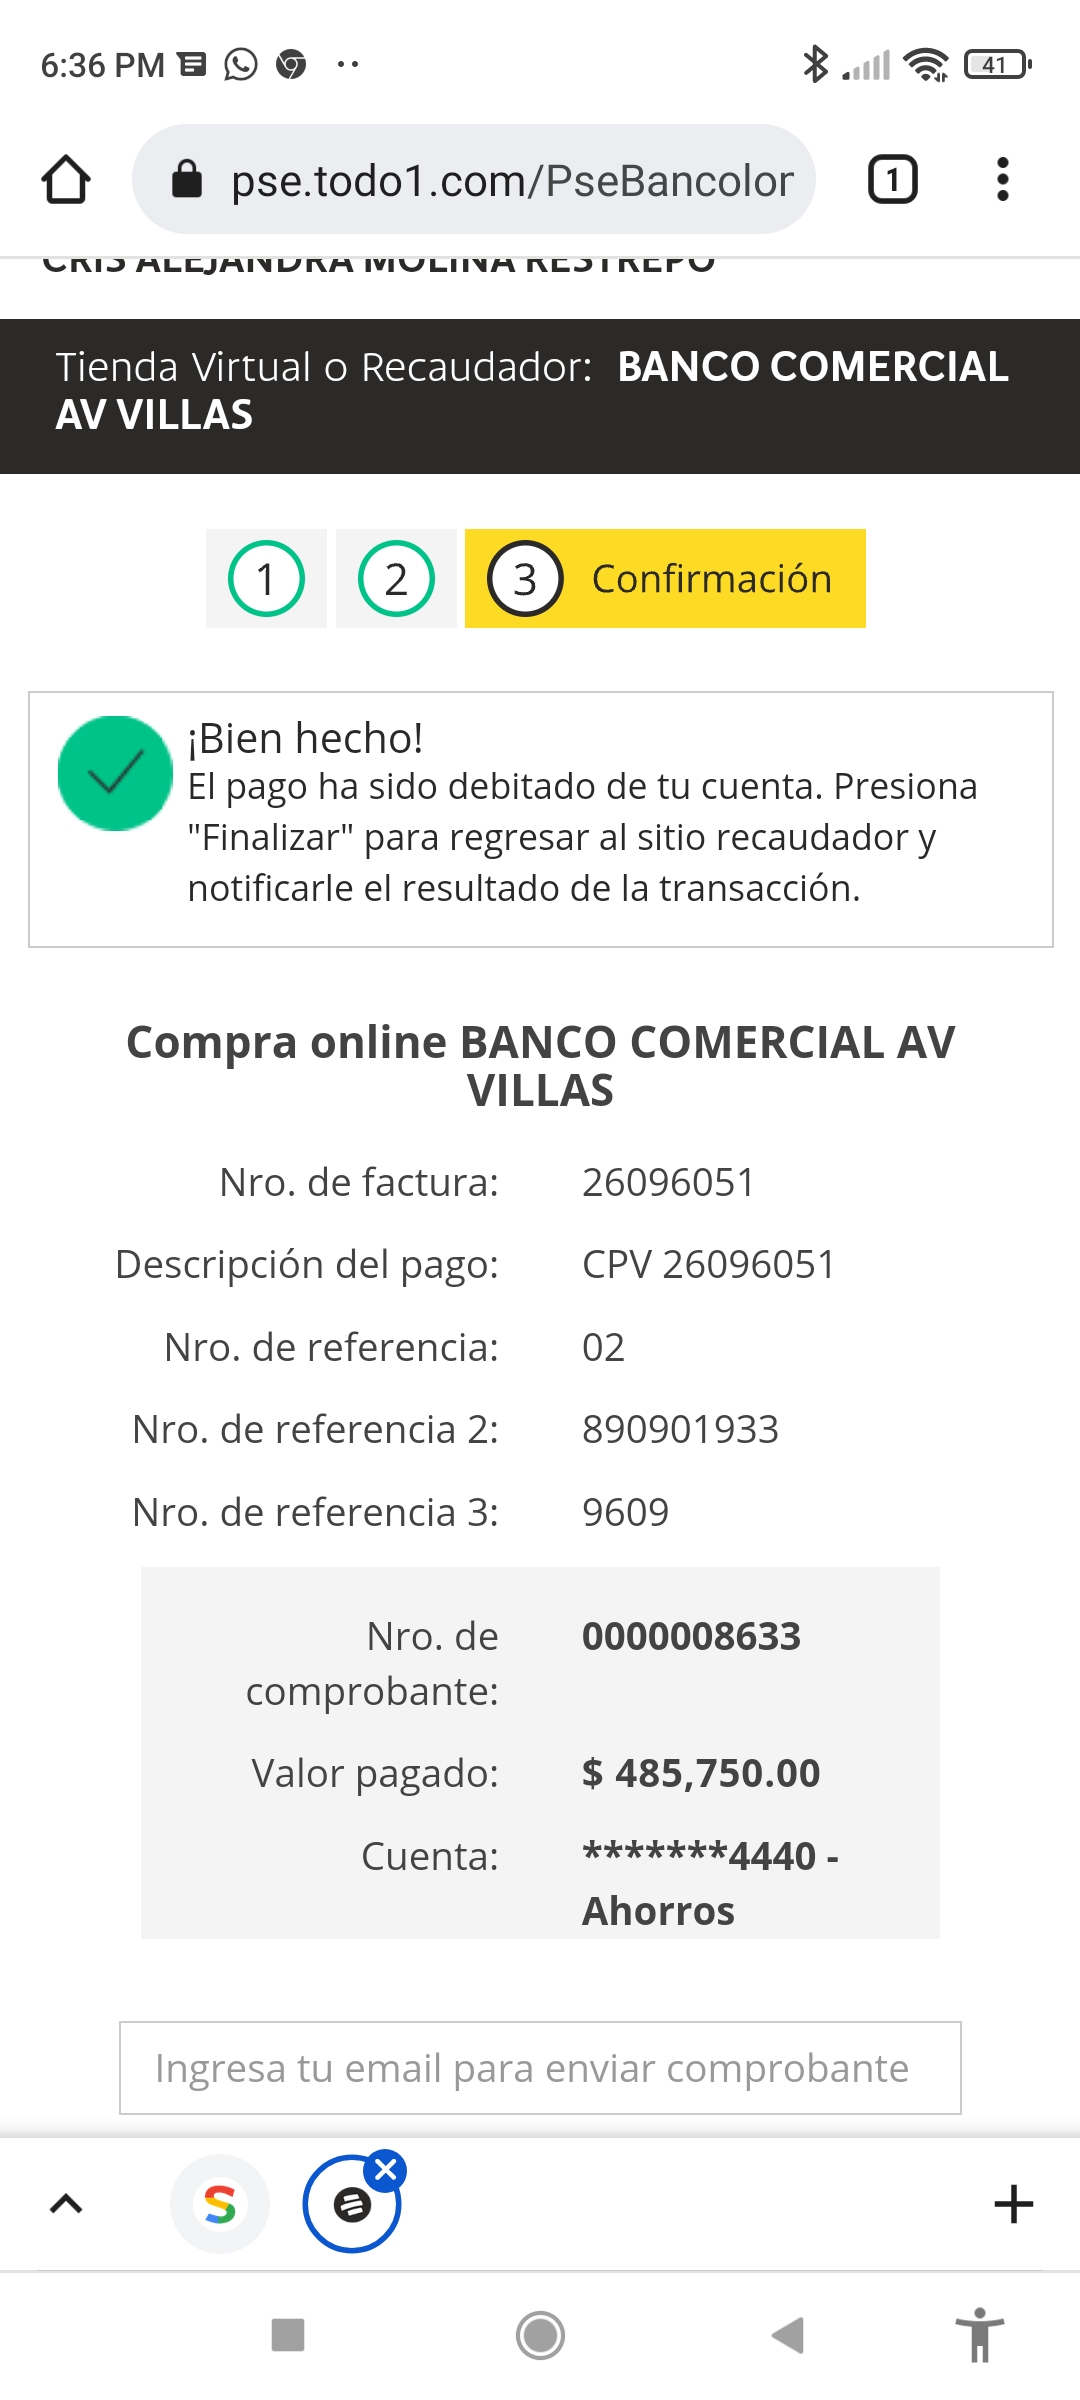 6:36 PM
41
pse.todo1.com/PseBancolor
1
CRIS ALEJANDRA MOLINA RESTREPO
Tienda Virtual o Recaudador: BANCO COMERCIAL
AV VILLAS
1 2 3 Confirmación
¡Bien hecho!
El pago ha sido debitado de tu cuenta. Presiona
"Finalizar" para regresar al sitio recaudador y
notificarle el resultado de la transacción.
Compra online BANCO COMERCIAL AV
VILLAS
Nro. de factura: 26096051
Descripción del pago: CPV 26096051
Nro. de referencia: 02
Nro. de referencia 2: 890901933
Nro. de referencia 3: 9609
Nro. de 0000008633
comprobante:
Valor pagado: $ 485,750.00
Cuenta: *******4440 -
Ahorros
Ingresa tu email para enviar comprobante